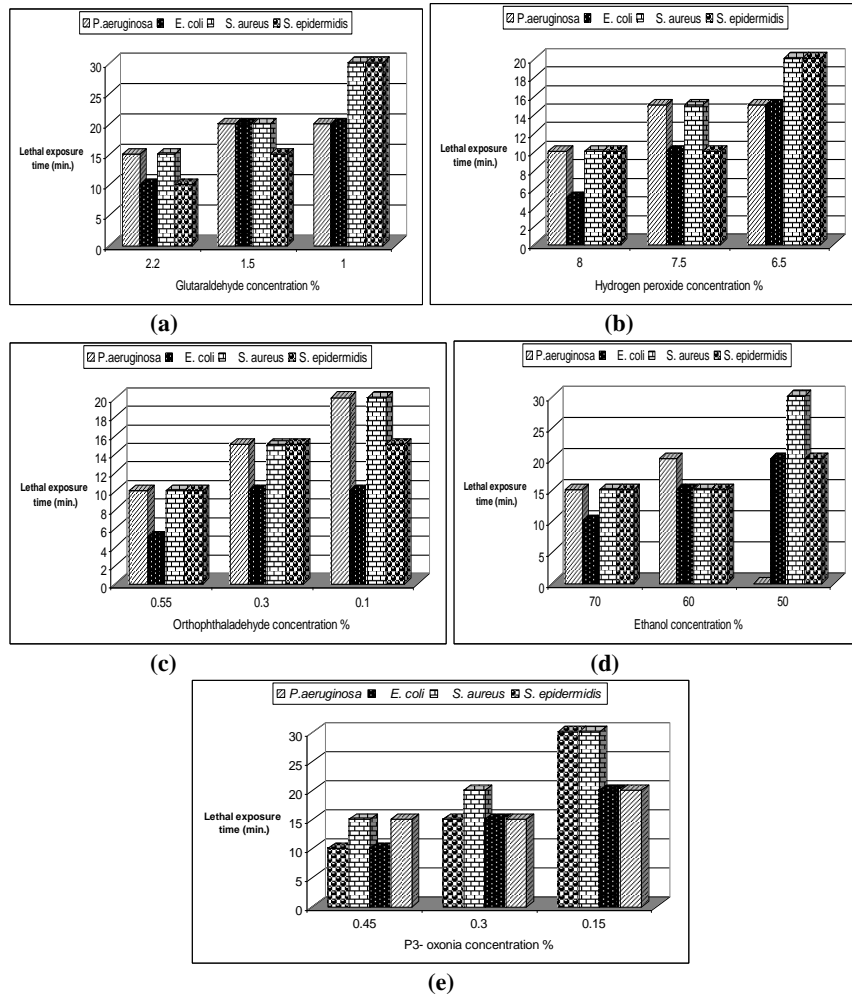 P.aeruginosa E. coli S. aureus S. epidermidis
30
25
20
15
10
5
0
Lethal exposure
time (min.)
2.2 1.5 1
Glutaraldehyde concentration %
(a)
P.aeruginosa E. coli S. aureus S. epidermidis
20
18
16
14
12
10
8
6
4
2
0
Lethal exposure
time (min.)
8 7.5 6.5
Hydrogen peroxide concentration %
(b)
P.aeruginosa E. coli S. aureus S. epidermidis
20
18
16
14
12
10
8
6
4
2
0
Lethal exposure
time (min.)
0.55 0.3 0.1
Orthophthaladehyde concentration %
(c)
P.aeruginosa E. coli S. aureus S. epidermidis
30
25
20
15
10
5
0
Lethal exposure
time (min.)
70 60 50
Ethanol concentration %
(d)
P.aeruginosa E. coli S. aureus S. epidermidis
30
25
20
15
10
5
0
Lethal exposure
time (min.)
0.45 0.3 0.15
P3- oxonia concentration %
(e)